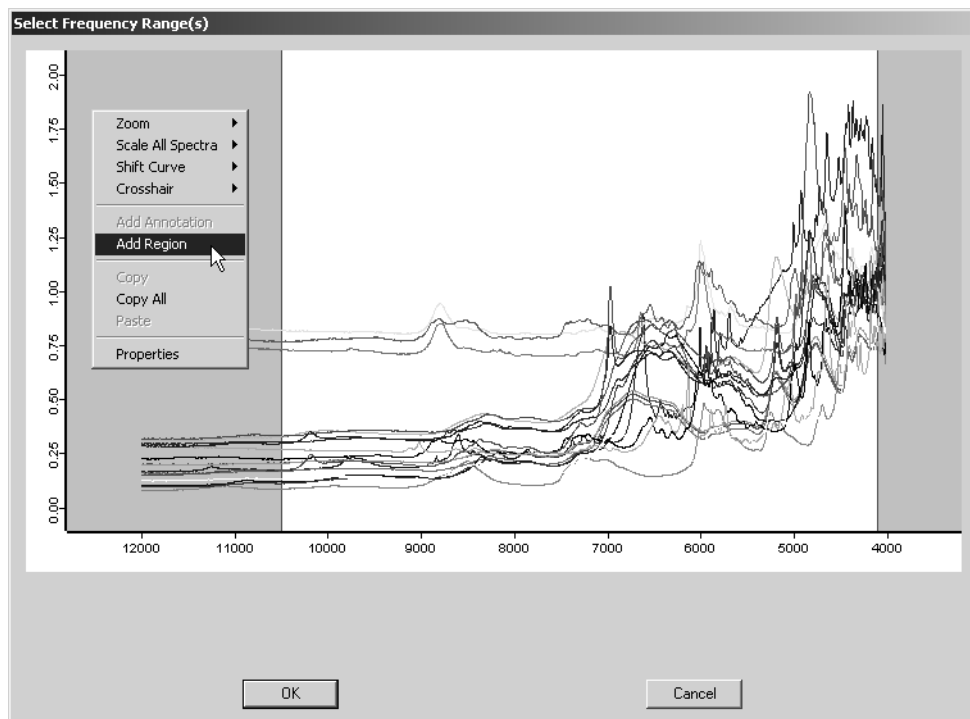 Select Frequency Range(s)
2.00
1.75
1.50
1.25
1.00
0.75
0.50
0.25
0.00
Zoom
Scale All Spectra
Shift Curve
Crosshair
Add Annotation
Add Region
Copy
Copy All
Paste
Properties
12000 11000 10000 9000 8000 7000 6000 5000 4000
OK Cancel